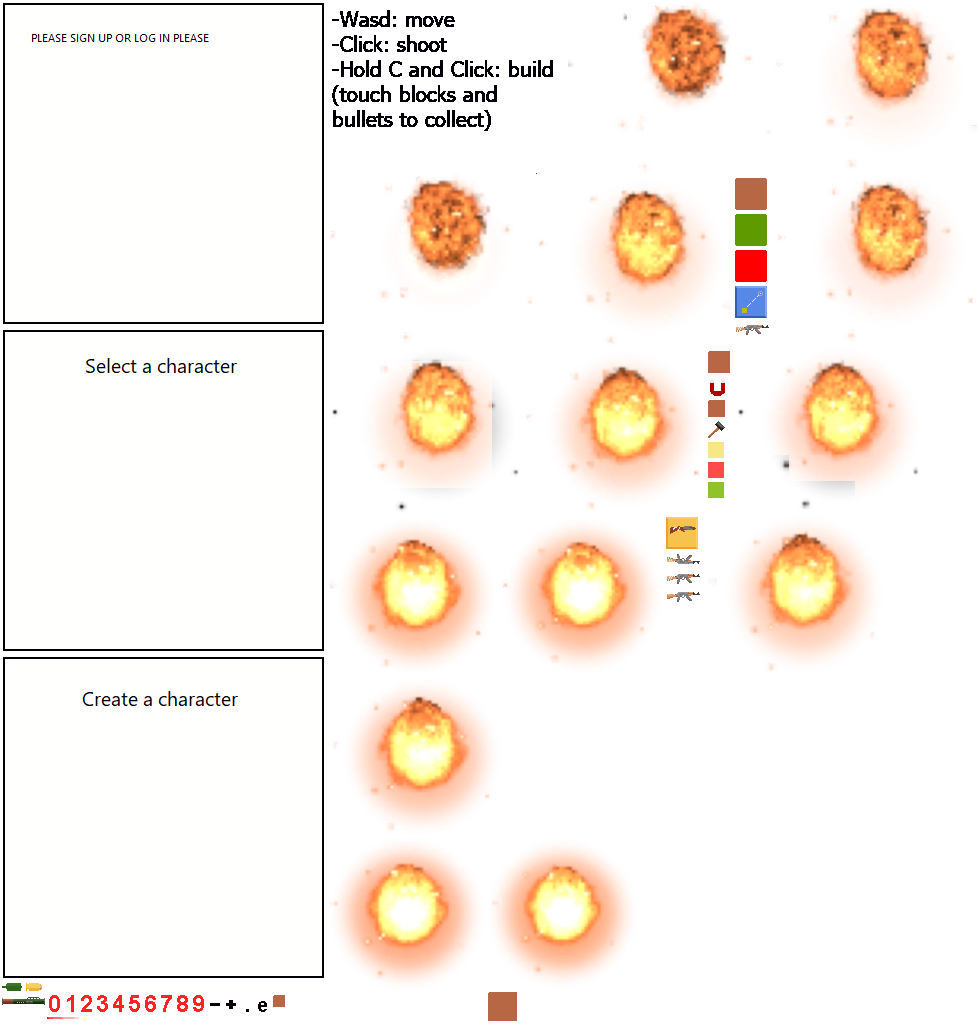 PLEASE SIGN UP OR LOG IN PLEASE
-Wasd: move
-Click: shoot
-Hold C and Click: build
(touch blocks and
bullets to collect)
Select a character
Create a character
0123456789-+.e